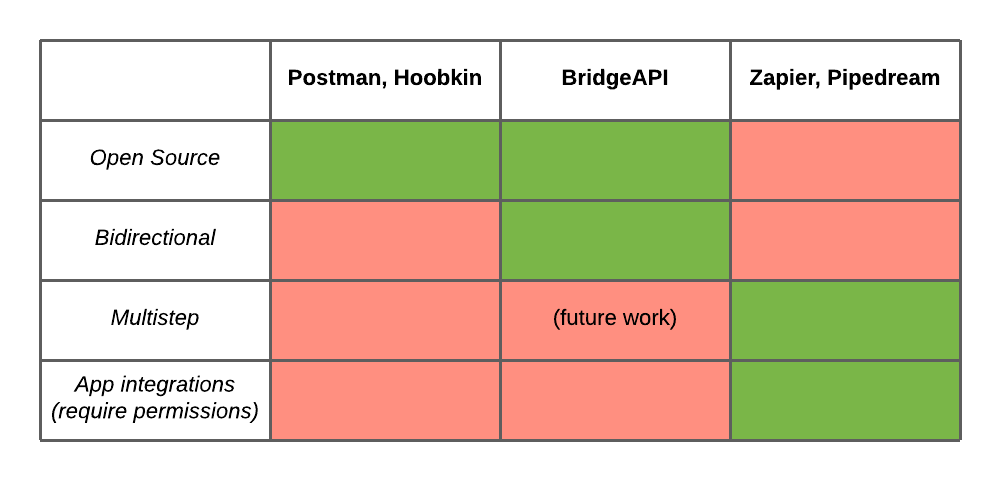 Postman, Hoobkin
BridgeAPI
Zapier, Pipedream
Open Source
Bidirectional
Multistep
(future work)
App integrations
(require permissions)